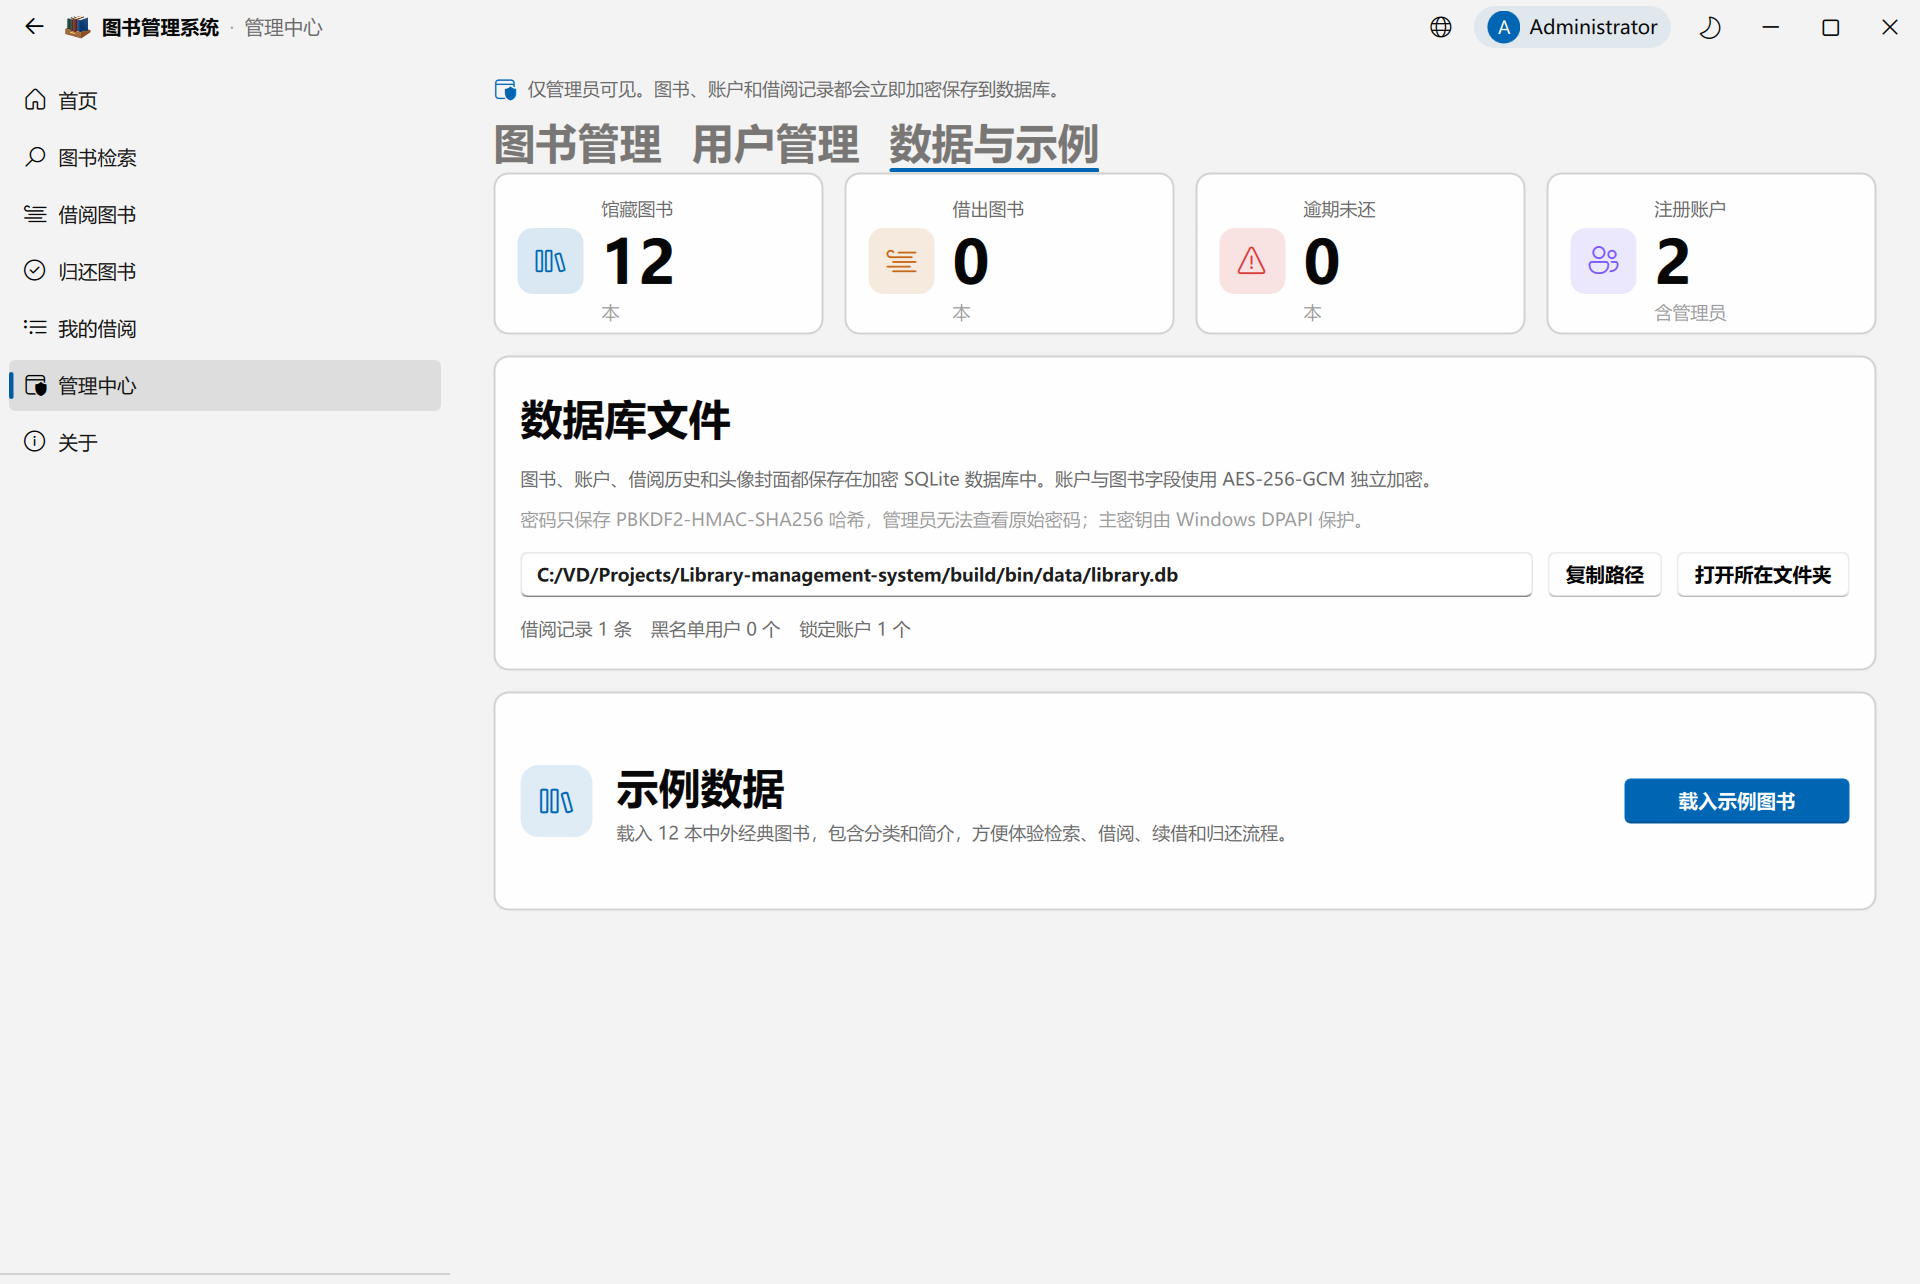 图书管理系统 · 管理中心
A Administrator
首页
图书检索
借阅图书
归还图书
我的借阅
管理中心
关于
仅管理员可见。图书、账户和借阅记录都会立即加密保存到数据库。
图书管理 用户管理 数据与示例
馆藏图书
12
本
借出图书
0
本
逾期未还
0
本
注册账户
2
含管理员
数据库文件
图书、账户、借阅历史和头像封面都保存在加密 SQLite 数据库中。账户与图书字段使用 AES-256-GCM 独立加密。
密码只保存 PBKDF2-HMAC-SHA256 哈希，管理员无法查看原始密码；主密钥由 Windows DPAPI 保护。
C:/VD/Projects/Library-management-system/build/bin/data/library.db 复制路径 打开所在文件夹
借阅记录 1 条 黑名单用户 0 个 锁定账户 1 个
示例数据
载入 12 本中外经典图书，包含分类和简介，方便体验检索、借阅、续借和归还流程。
载入示例图书